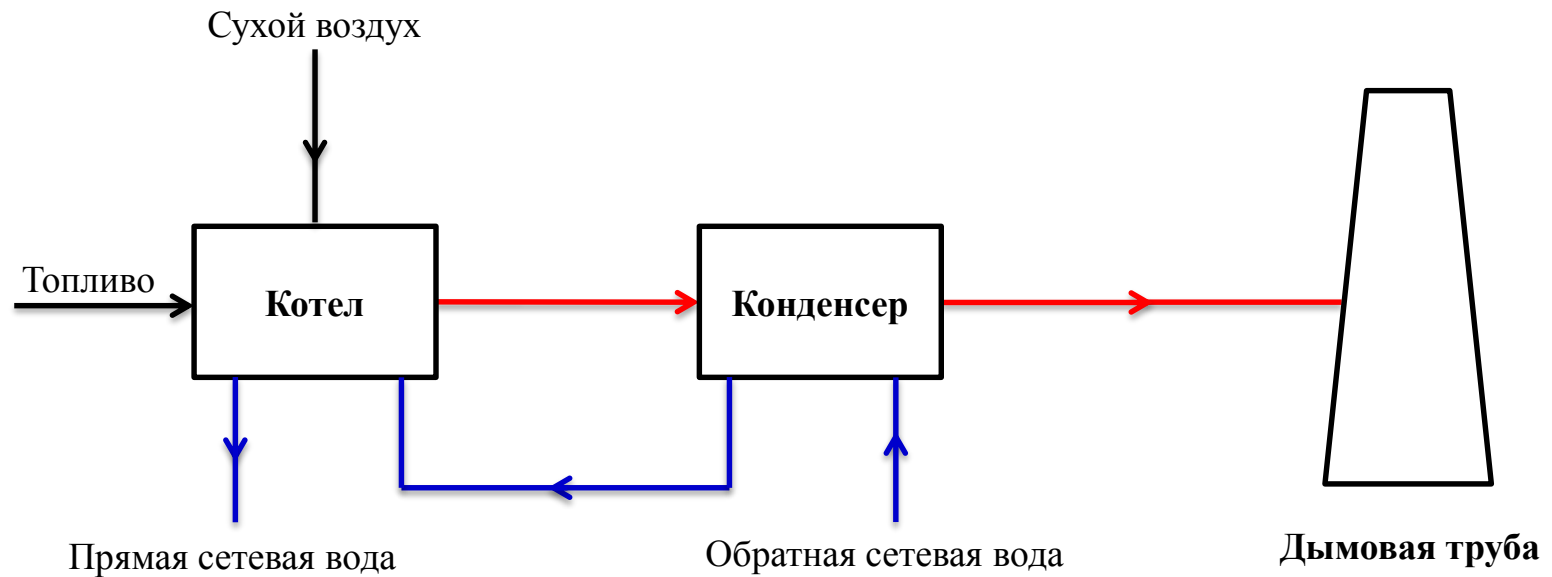 Сухой воздух
Топливо
Котел
Конденсер
Прямая сетевая вода
Обратная сетевая вода
Дымовая труба